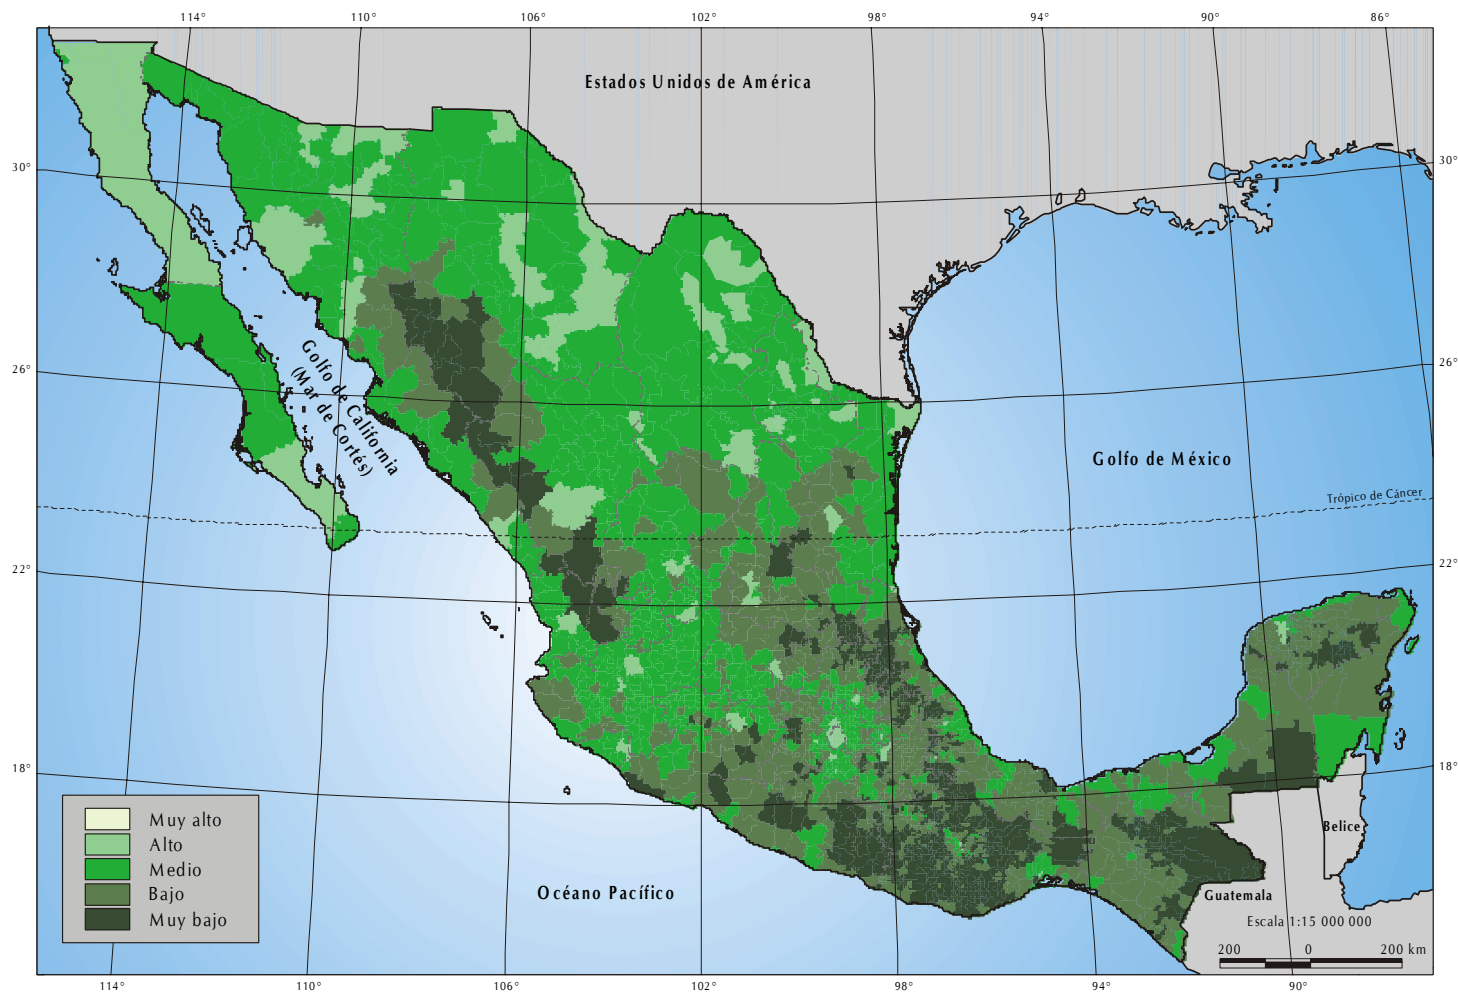 114°
110°
106°
102°
98°
94°
90°
86°
Estados Unidos de América
30°
30°
26°
26°
Golfo de California
(Mar de Cortés)
Golfo de México
Trópico de Cáncer
22°
22°
18°
18°
Muy alto
Alto
Medio
Bajo
Muy bajo
Belice
Océano Pacífico
Guatemala
Escala 1:15 000 000
200
0
200 km
114°
110°
106°
102°
98°
94°
90°